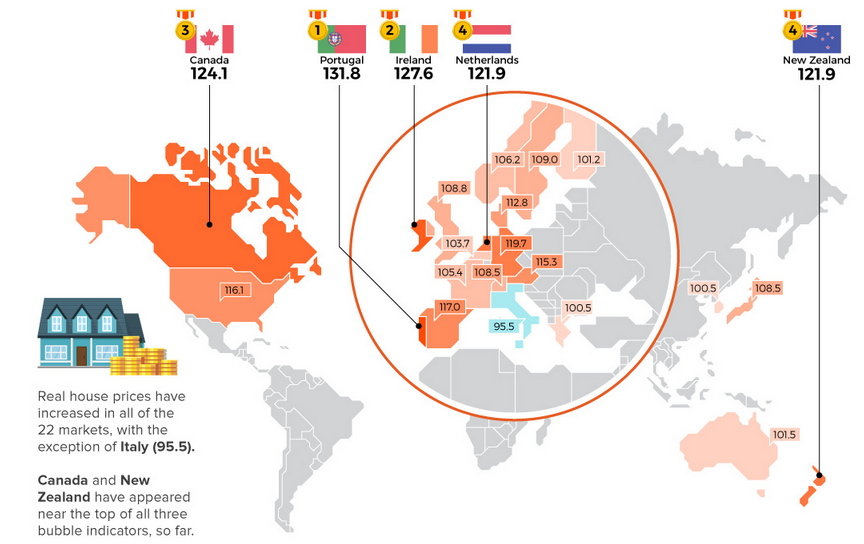 3
Canada
124.1
1
Portugal
131.8
2
Ireland
127.6
4
Netherlands
121.9
4
New Zealand
121.9
106.2
109.0
101.2
108.8
112.8
103.7
119.7
115.3
105.4
108.5
116.1
117.0
95.5
100.5
100.5
108.5
101.5
Real house prices have
increased in all of the
22 markets, with the
exception of Italy (95.5).
Canada and New
Zealand have appeared
near the top of all three
bubble indicators, so far.